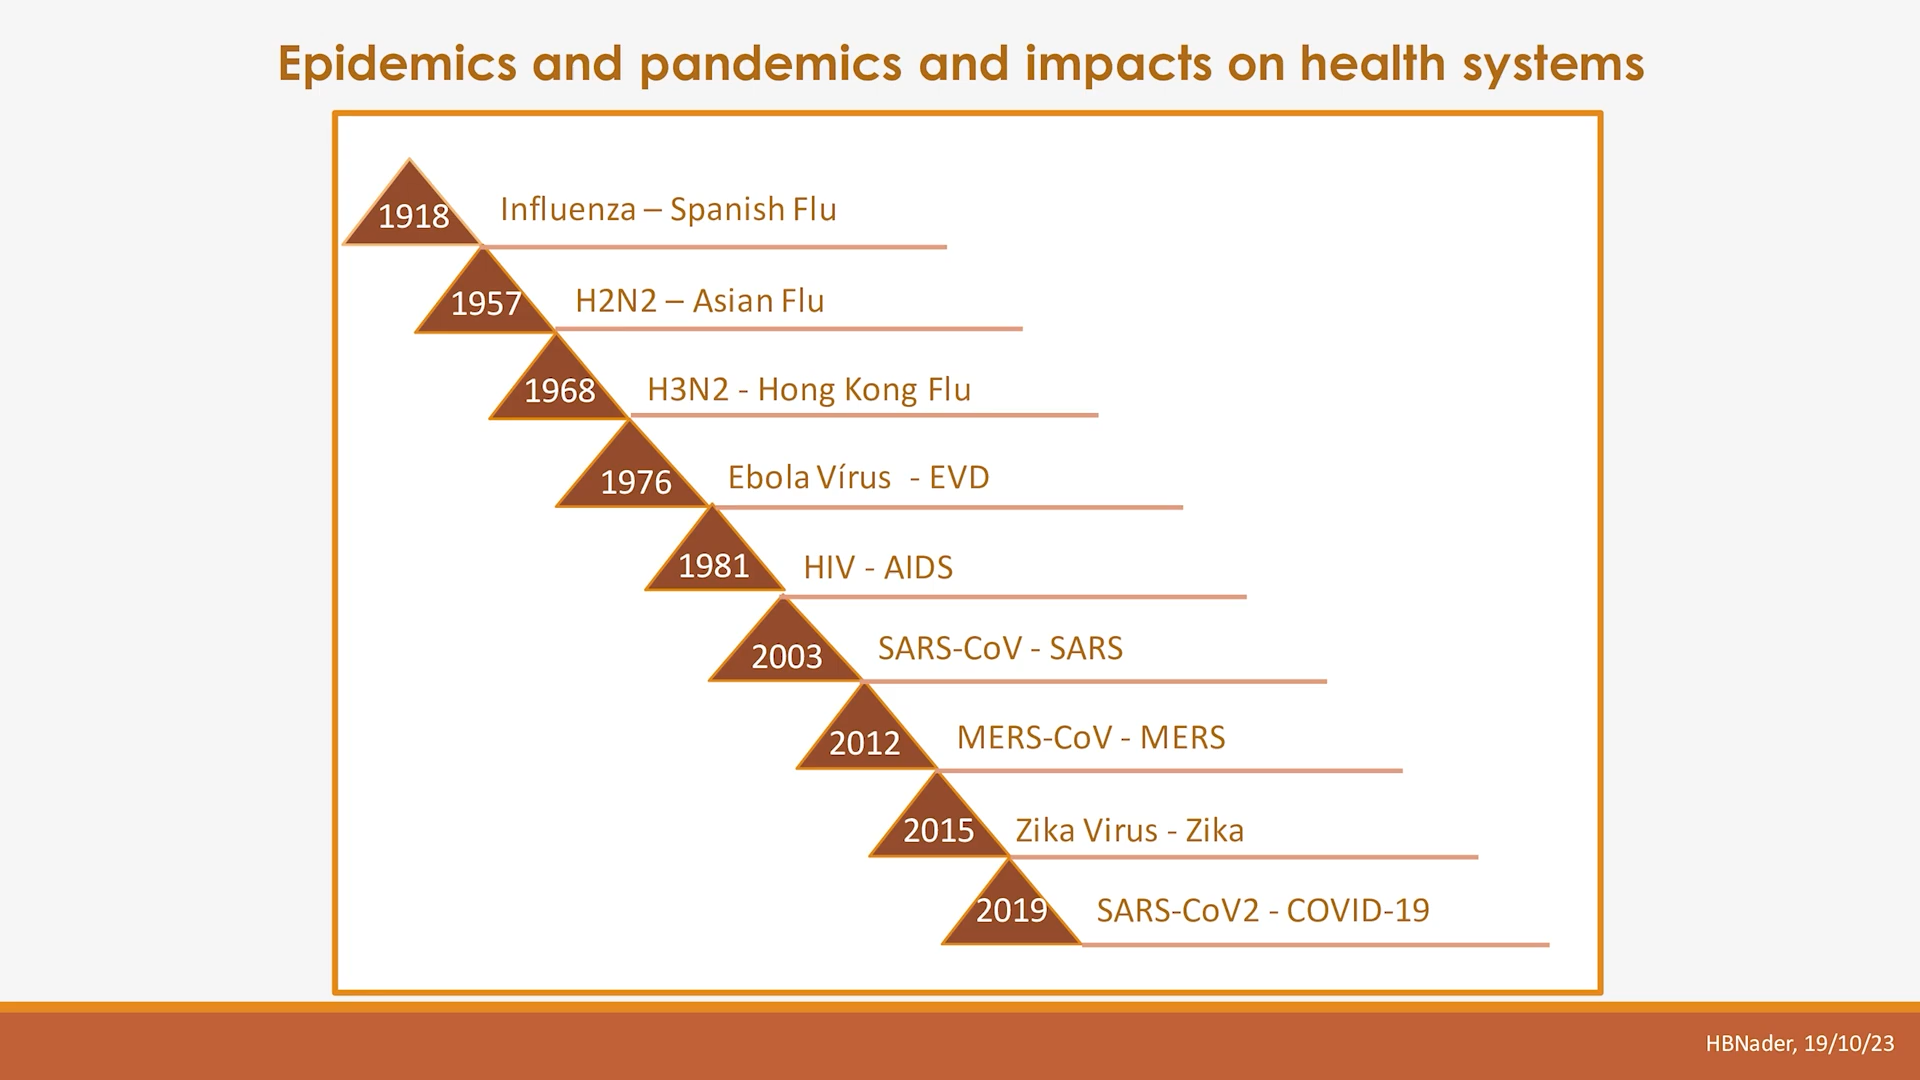 Epidemics and pandemics and impacts on health systems
1918 Influenza – Spanish Flu
1957 H2N2 – Asian Flu
1968 H3N2 - Hong Kong Flu
1976 Ebola Vírus - EVD
1981 HIV - AIDS
2003 SARS-CoV - SARS
2012 MERS-CoV - MERS
2015 Zika Virus - Zika
2019 SARS-CoV2 - COVID-19
HBNader, 19/10/23